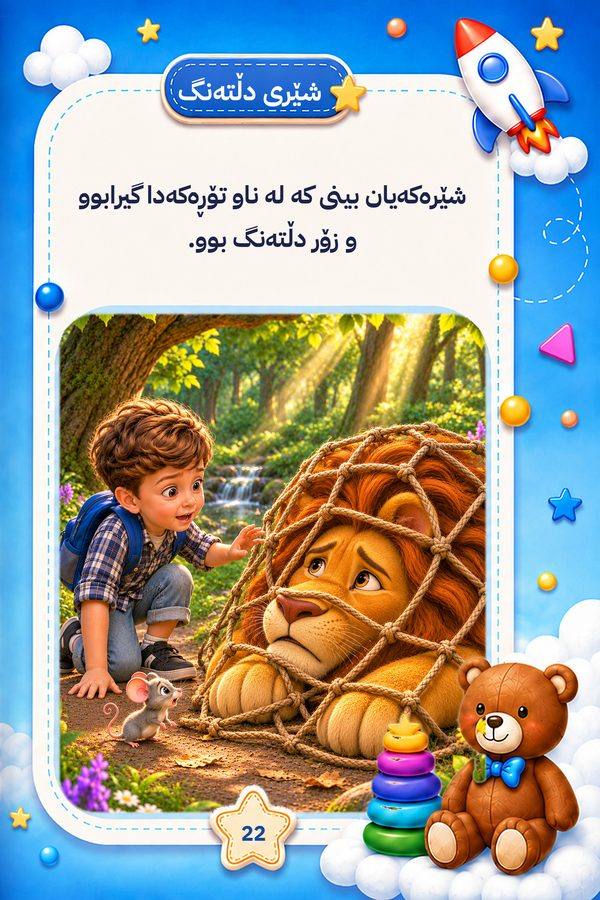 شێری دڵتەنگ
شێرەکەیان بینی کە لە ناو تۆڕەکەدا گیرابوو
و زۆر دڵتەنگ بوو.
22